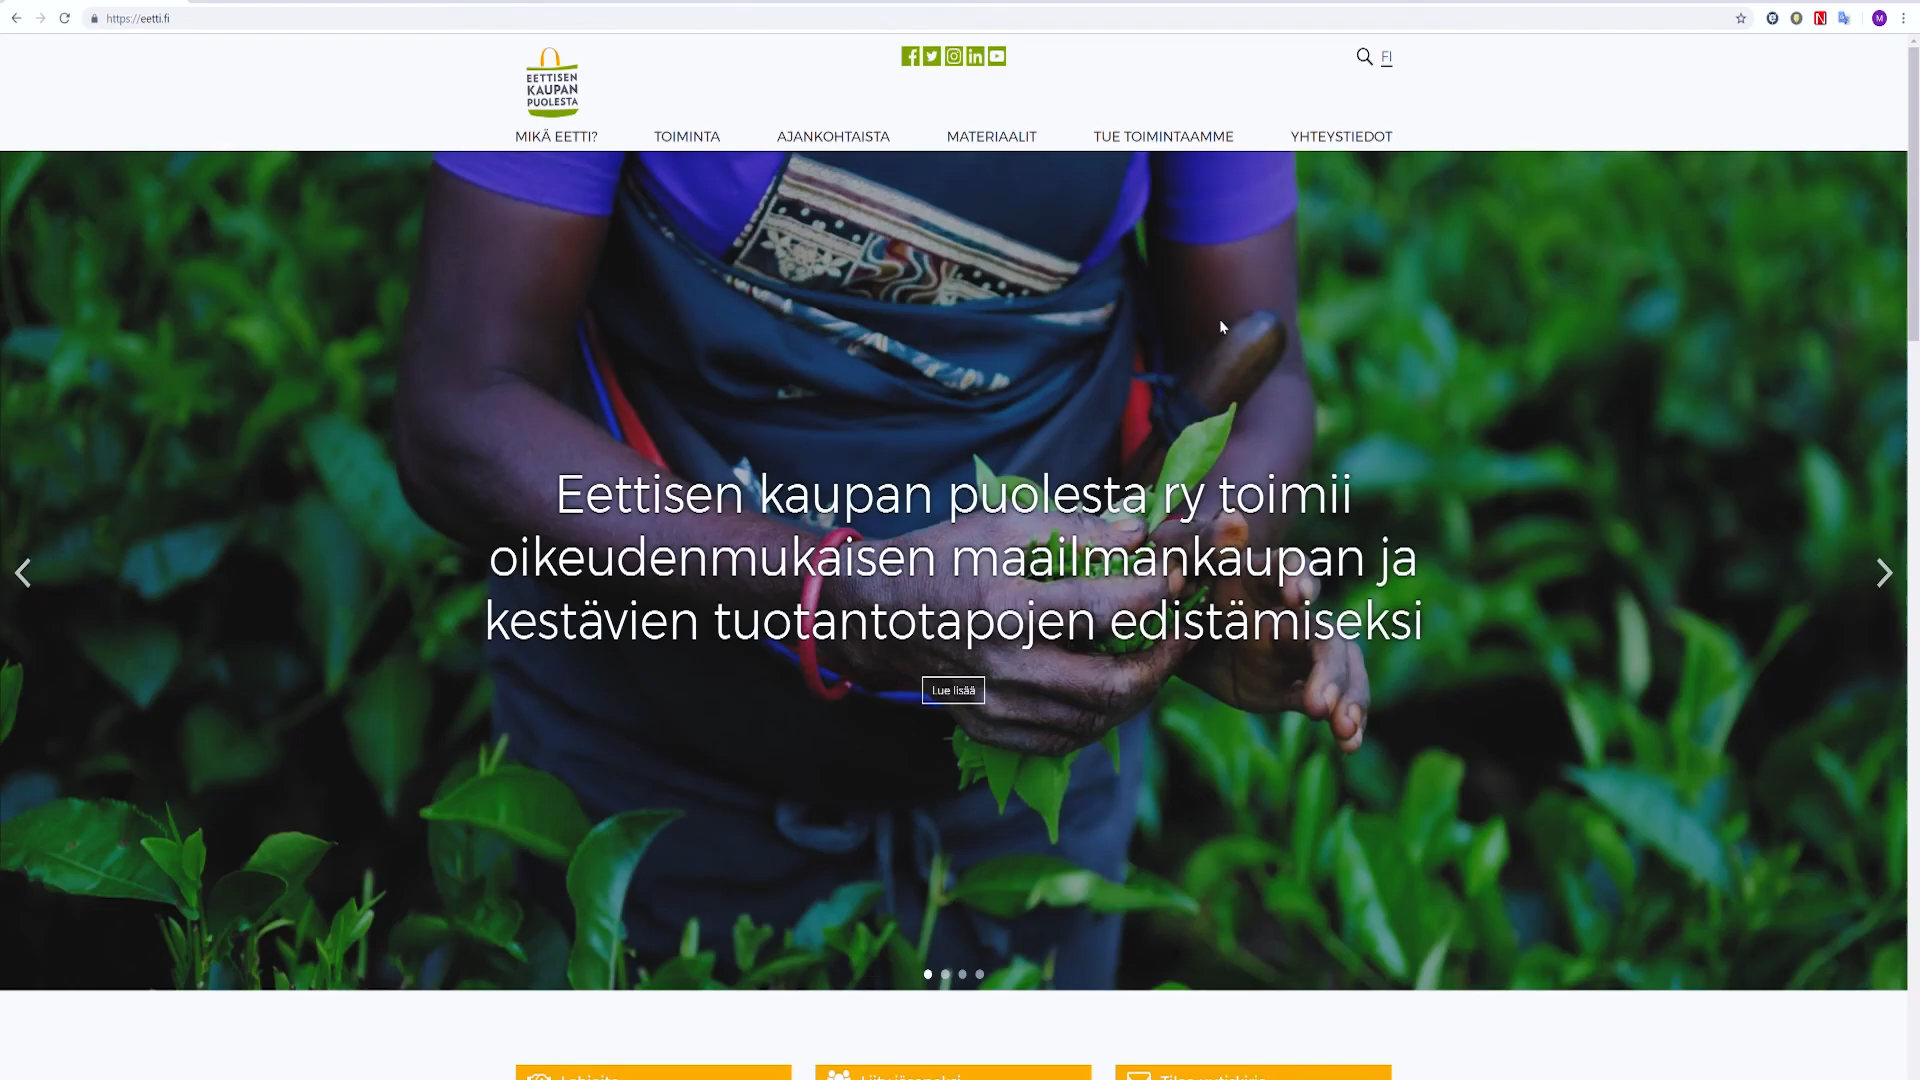 https://eetti.fi
M
EETTISEN
KAUPAN
PUOLESTA
FI
MIKÄ EETTI? TOIMINTA AJANKOHTAISTA MATERIAALIT TUE TOIMINTAAMME YHTEYSTIEDOT
Eettisen kaupan puolesta ry toimii
oikeudenmukaisen maailmankaupan ja
kestävien tuotantotapojen edistämiseksi
Lue lisää